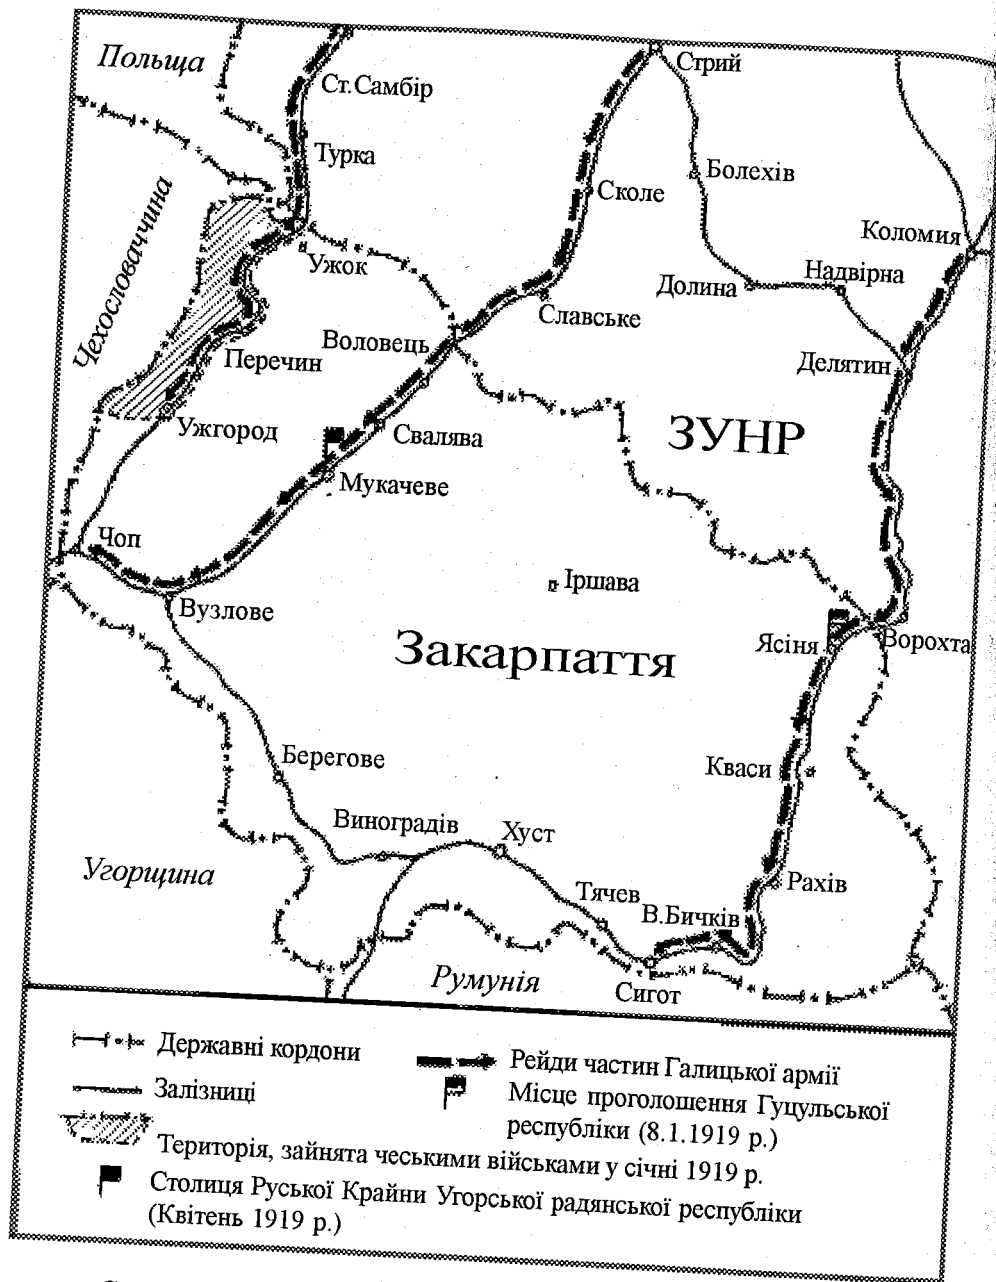 Польща
Ст.Самбір
Стрий
Турка
Болехів
Сколе
Чехословаччина
Коломия
Ужок
Долина
Надвірна
Славське
Воловець
Перечин
Делятин
Ужгород
Свалява
ЗУНР
Мукачеве
Чоп
Іршава
Вузлове
Закарпаття
Ясіня
Ворохта
Берегове
Кваси
Виноградів
Хуст
Угорщина
Тячев
Рахів
В.Бичків
Румунія
Сигот
Державні кордони
Залізниці
Рейди частин Галицької армії
Місце проголошення Гуцульської
республіки (8.1.1919 р.)
Територія, зайнята чеськими військами у січні 1919 р.
Столиця Руської Крайни Угорської радянської республіки
(Квітень 1919 р.)